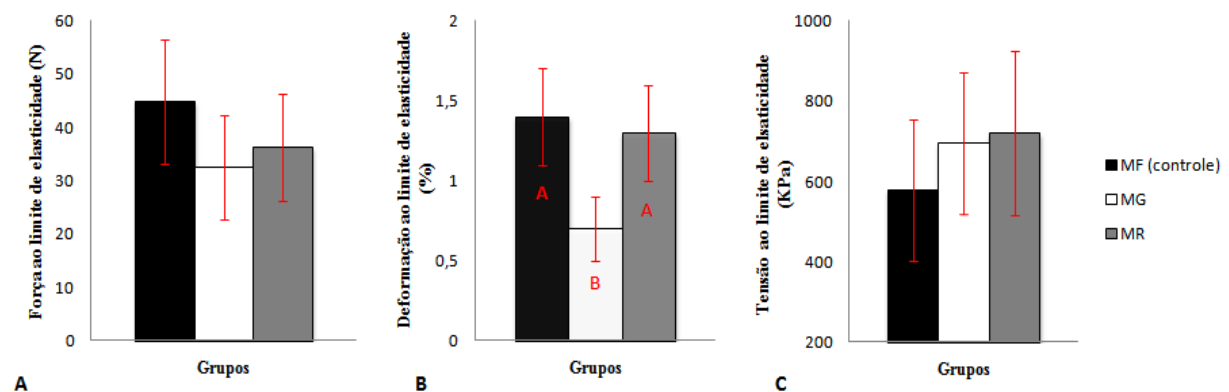 Força ao limite de elasticidade (N)
60
50
40
30
20
10
0
Grupos
A
Deformação ao limite de elasticidade
(%)
2
1,5
1
0,5
0
A
B
A
Grupos
B
Tensão ao limite de elsaticidade
(KPa)
1000
800
600
400
200
Grupos
C
MF (controle)
MG
MR